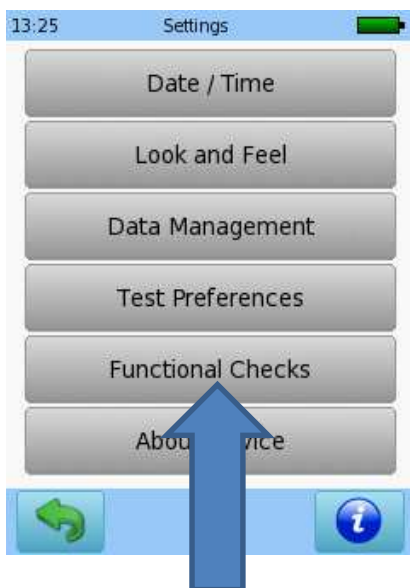 13:25 Settings
Date / Time
Look and Feel
Data Management
Test Preferences
Functional Checks
i